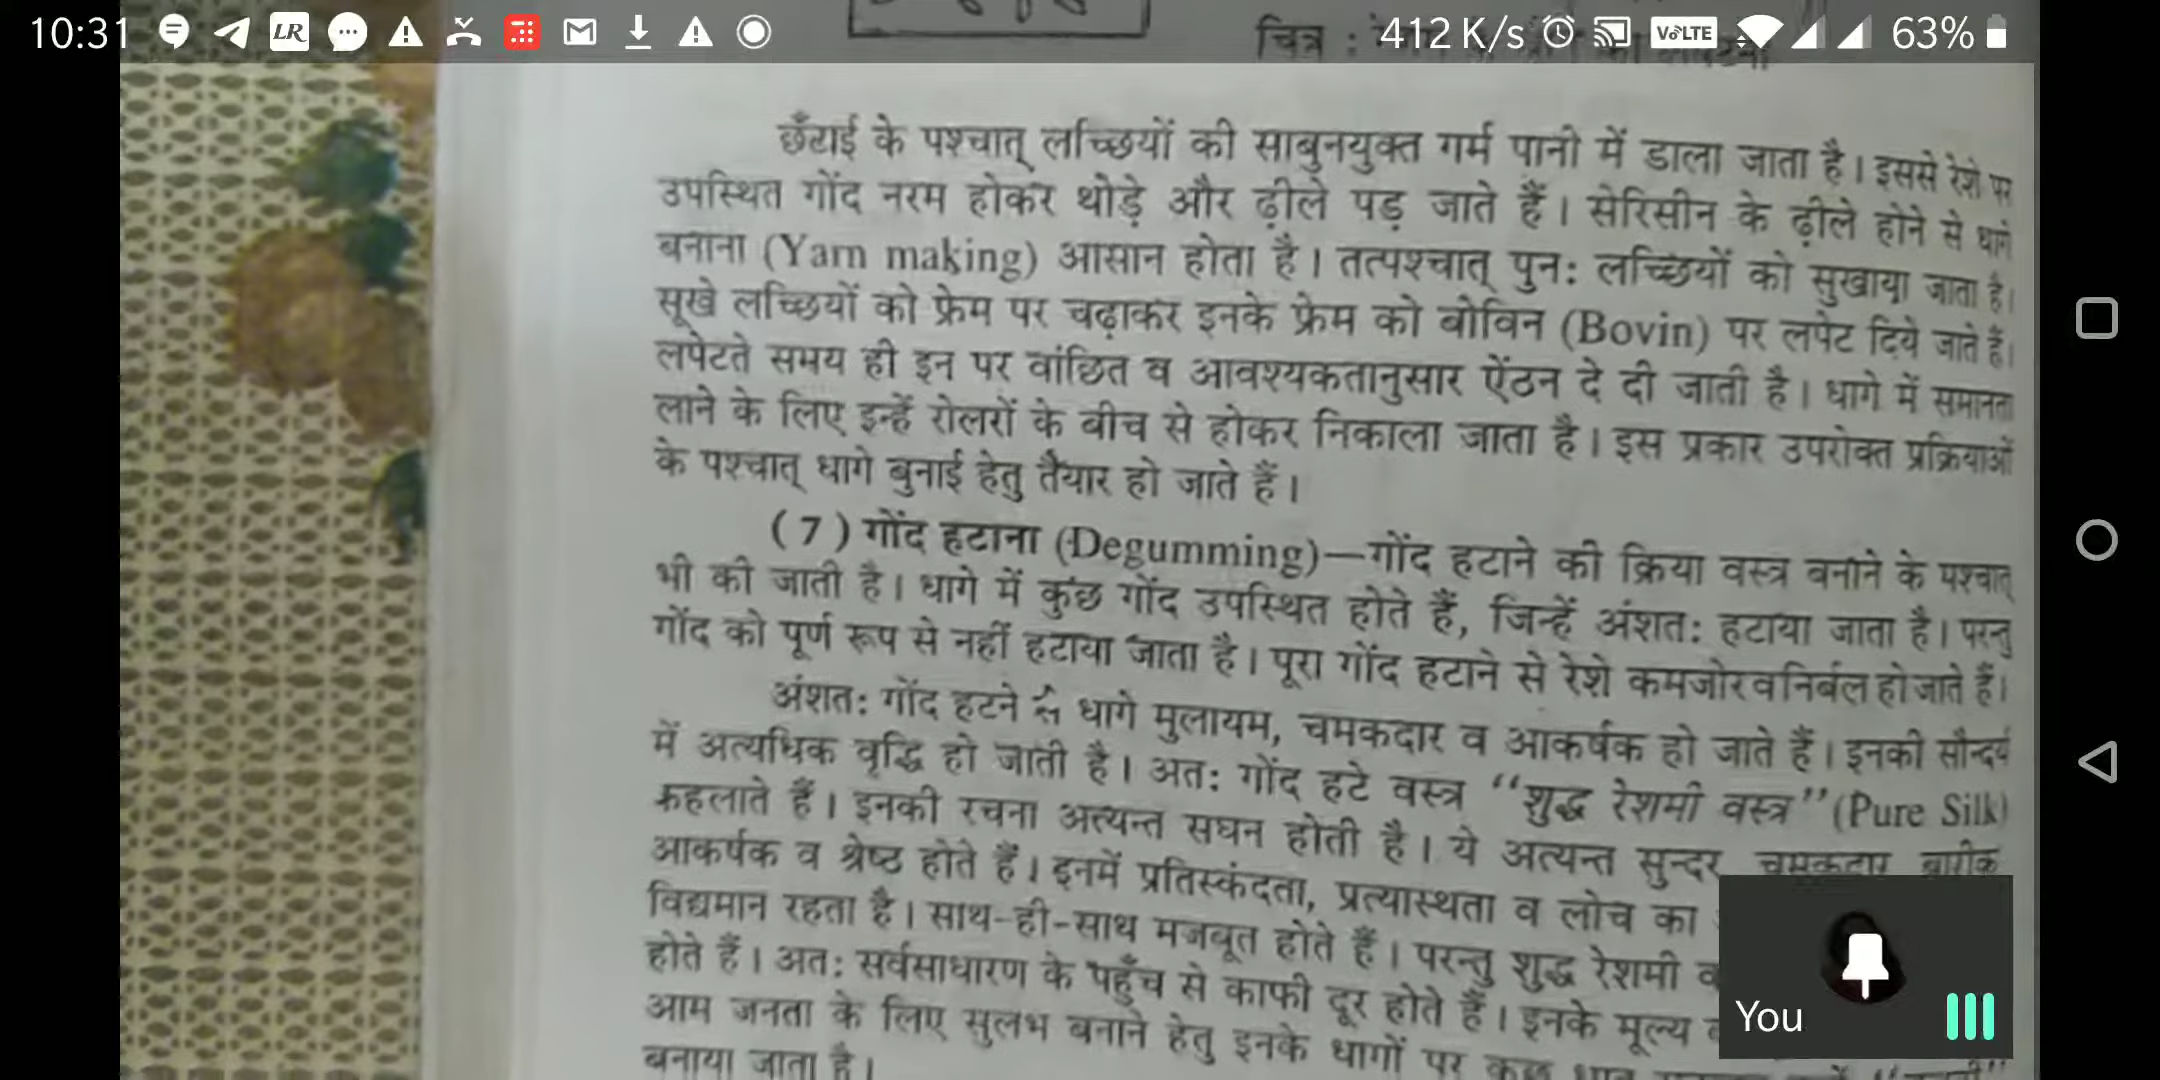 10:31 LR 412 K/s VoLTE 63%
चित्र :
छँटाई के पश्चात् लच्छियों की साबुनयुक्त गर्म पानी में डाला जाता है। इससे रेशे पर
उपस्थित गोंद नरम होकर थोड़े और ढ़ीले पड़ जाते हैं। सेरिसीन के ढ़ीले होने से धागे
बनाना (Yarn making) आसान होता है। तत्पश्चात् पुन: लच्छियों को सुखाया जाता है।
सूखे लच्छियों को फ्रेम पर चढ़ाकर इनके फ्रेम को बोविन (Bovin) पर लपेट दिये जाते हैं।
लपेटते समय ही इन पर वांछित व आवश्यकतानुसार ऐंठन दे दी जाती है। धागे में समानता
लाने के लिए इन्हें रोलरों के बीच से होकर निकाला जाता है। इस प्रकार उपरोक्त प्रक्रियाओं
के पश्चात् धागे बुनाई हेतु तैयार हो जाते हैं।
(7) गोंद हटाना (Degumming)—गोंद हटाने की क्रिया वस्त्र बनाने के पश्चात्
भी की जाती है। धागे में कुछ गोंद उपस्थित होते हैं, जिन्हें अंशत: हटाया जाता है। परन्तु
गोंद को पूर्ण रूप से नहीं हटाया जाता है। पूरा गोंद हटाने से रेशे कमजोर व निर्बल हो जाते हैं।
अंशत: गोंद हटने से धागे मुलायम, चमकदार व आकर्षक हो जाते हैं। इनकी सौन्दर्य
में अत्यधिक वृद्धि हो जाती है। अत: गोंद हटे वस्त्र "शुद्ध रेशमी वस्त्र" (Pure Silk)
कहलाते हैं। इनकी रचना अत्यन्त सघन होती है। ये अत्यन्त सुन्दर चमकदार बारीक
आकर्षक व श्रेष्ठ होते हैं। इनमें प्रतिस्कंदता, प्रत्यास्थता व लोच का
विद्यमान रहता है। साथ-ही-साथ मजबूत होते हैं। परन्तु शुद्ध रेशमी
होते हैं। अत: सर्वसाधारण के पहुँच से काफी दूर होते हैं। इनके मूल्य
आम जनता के लिए सुलभ बनाने हेतु इनके धागों पर कुछ
बनाया जाता है।
You